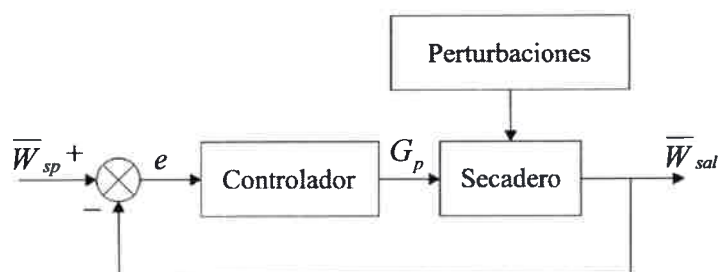 Perturbaciones
W̅sp + e Controlador Gp Secadero W̅sal
−